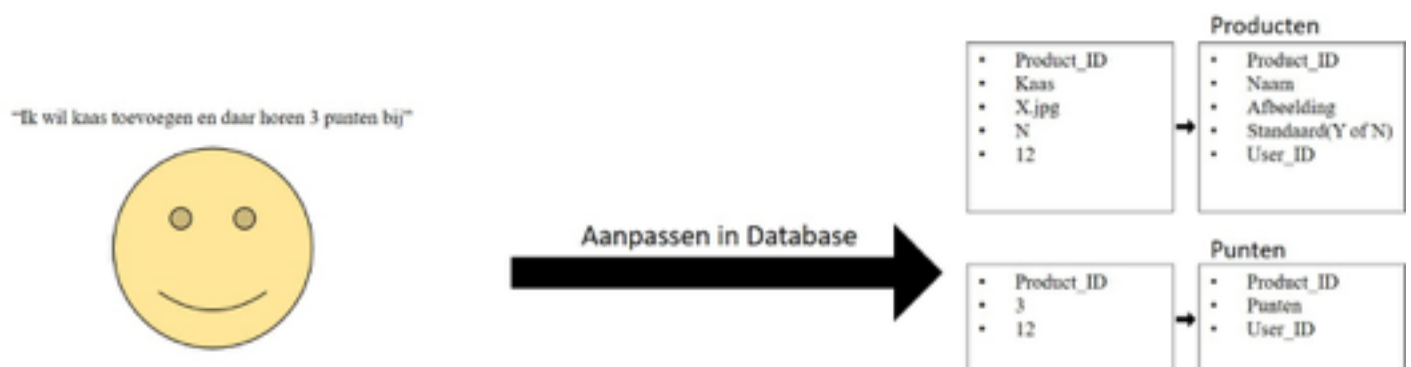 "Ik wil kaas toevoegen en daar horen 3 punten bij"
Aanpassen in Database
• Product_ID
• Kaas
• X.jpg
• N
• 12
Producten
• Product_ID
• Naam
• Afbeelding
• Standaard(Y of N)
• User_ID
• Product_ID
• 3
• 12
Punten
• Product_ID
• Punten
• User_ID